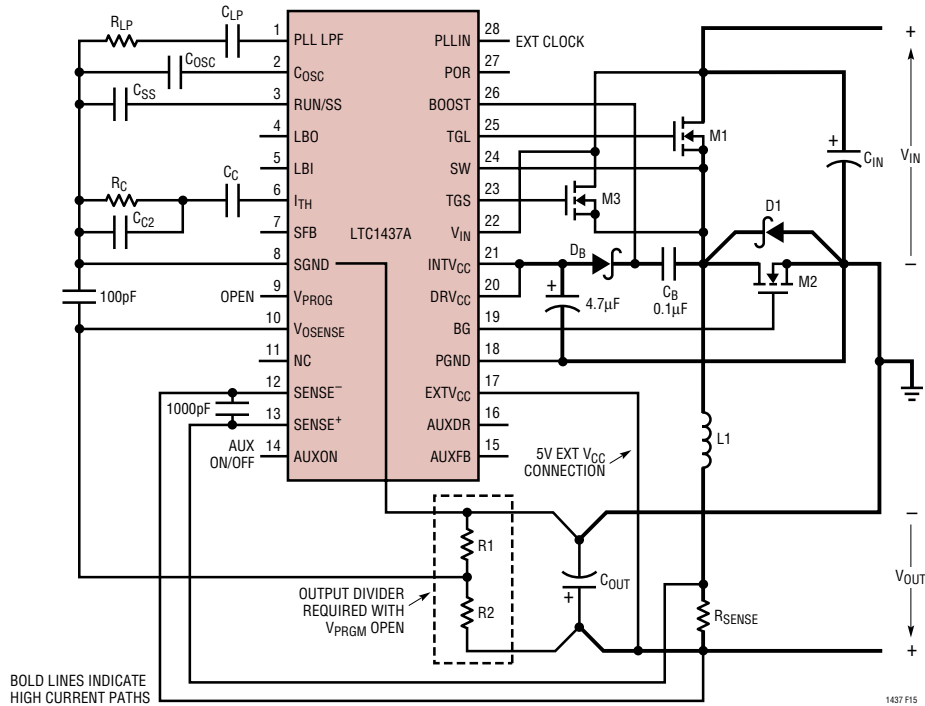 RLP
CLP
COSC
CSS
RC
CC
CC2
100pF
OPEN
1000pF
AUX
ON/OFF
1 PLL LPF
2 COSC
3 RUN/SS
4 LBO
5 LBI
6 ITH
7 SFB
8 SGND
9 VPROG
10 VOSENSE
11 NC
12 SENSE−
13 SENSE+
14 AUXON
LTC1437A
PLLIN 28
POR 27
BOOST 26
TGL 25
SW 24
TGS 23
VIN 22
INTVCC 21
DRVCC 20
BG 19
PGND 18
EXTVCC 17
AUXDR 16
AUXFB 15
EXT CLOCK
M1
M3
DB
+
4.7µF
CB
0.1µF
D1
M2
+
CIN
+
VIN
−
L1
5V EXT VCC
CONNECTION
R1
R2
OUTPUT DIVIDER
REQUIRED WITH
VPRGM OPEN
COUT
+
RSENSE
−
VOUT
+
BOLD LINES INDICATE
HIGH CURRENT PATHS
1437 F15